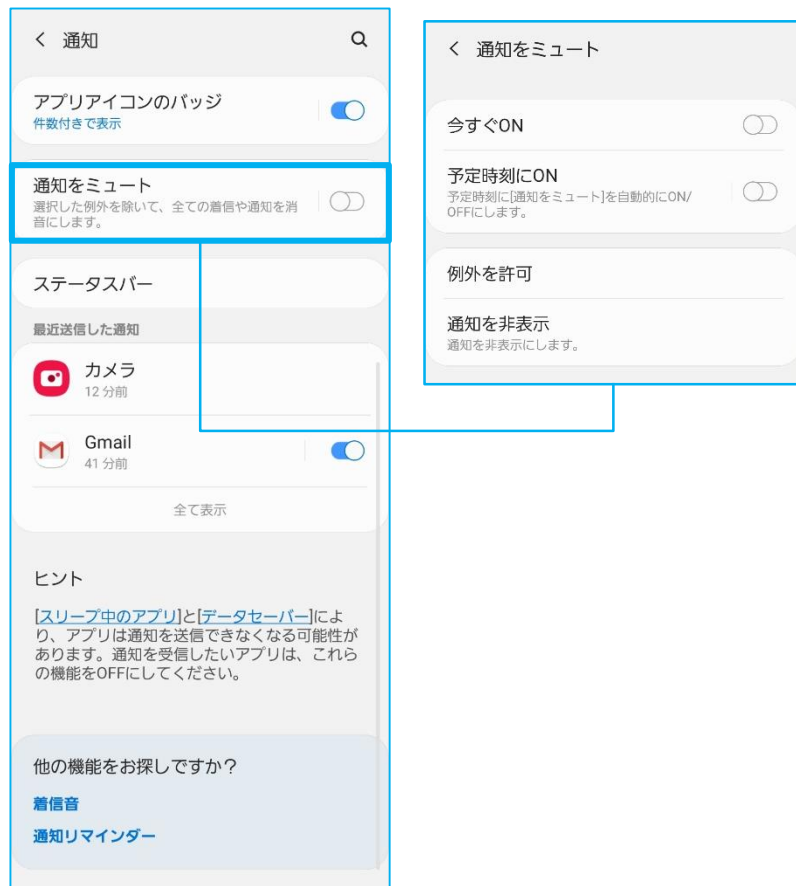 通知
アプリアイコンのバッジ
件数付きで表示
通知をミュート
選択した例外を除いて、全ての着信や通知を消
音にします。
ステータスバー
最近送信した通知
カメラ
12 分前
Gmail
41 分前
全て表示
ヒント
[スリープ中のアプリ]と[データセーバー]によ
り、アプリは通知を送信できなくなる可能性が
あります。通知を受信したいアプリは、これら
の機能をOFFにしてください。
他の機能をお探しですか？
着信音
通知リマインダー
通知をミュート
今すぐON
予定時刻にON
予定時刻に[通知をミュート]を自動的にON/
OFFにします。
例外を許可
通知を非表示
通知を非表示にします。